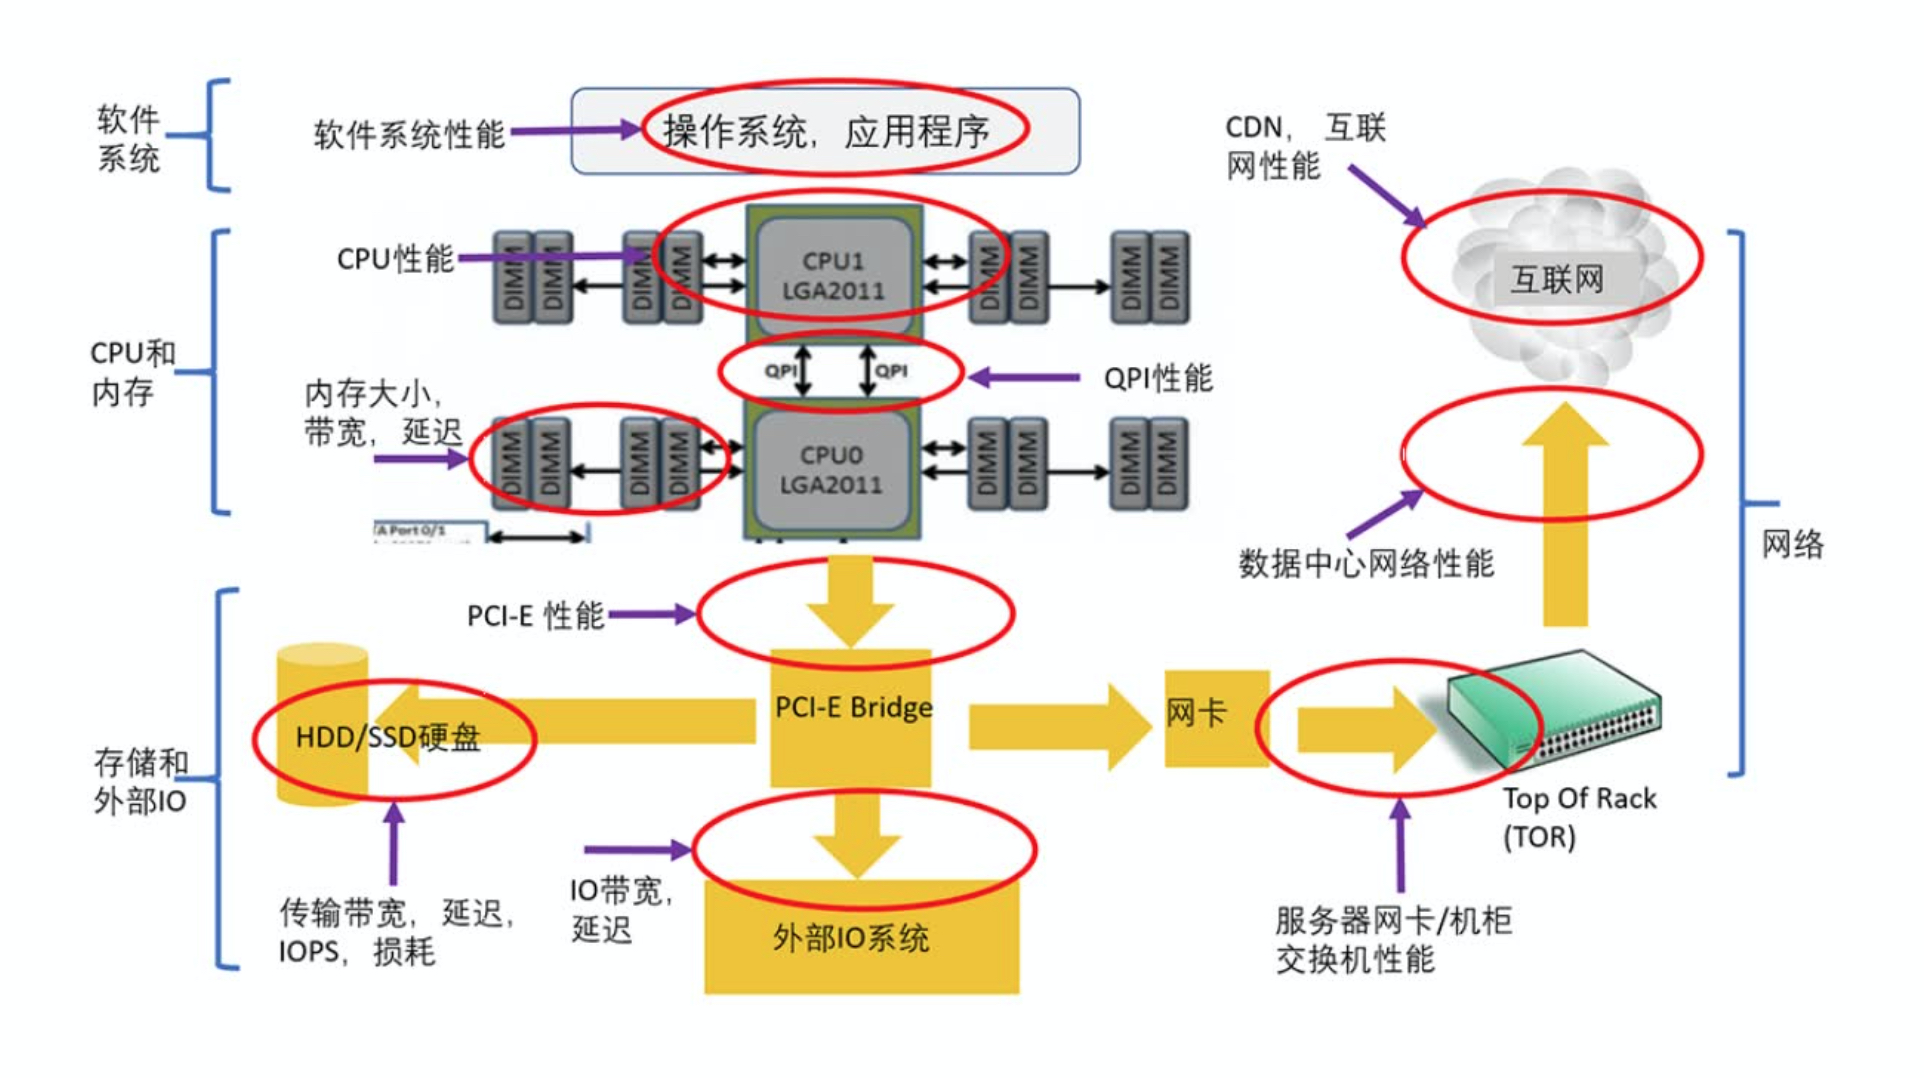 软件
系统
软件系统性能
操作系统，应用程序
CDN， 互联
网性能
互联网
CPU性能
DIMM
DIMM
DIMM
DIMM
CPU1
LGA2011
DIMM
DIMM
DIMM
DIMM
CPU和
内存
QPI
QPI
QPI性能
内存大小，
带宽，延迟
DIMM
DIMM
DIMM
DIMM
CPU0
LGA2011
DIMM
DIMM
DIMM
DIMM
A Port 0/1
数据中心网络性能
网络
PCI-E 性能
HDD/SSD硬盘
PCI-E Bridge
网卡
存储和
外部IO
Top Of Rack
(TOR)
传输带宽，延迟，
IOPS，损耗
IO带宽，
延迟
外部IO系统
服务器网卡/机柜
交换机性能